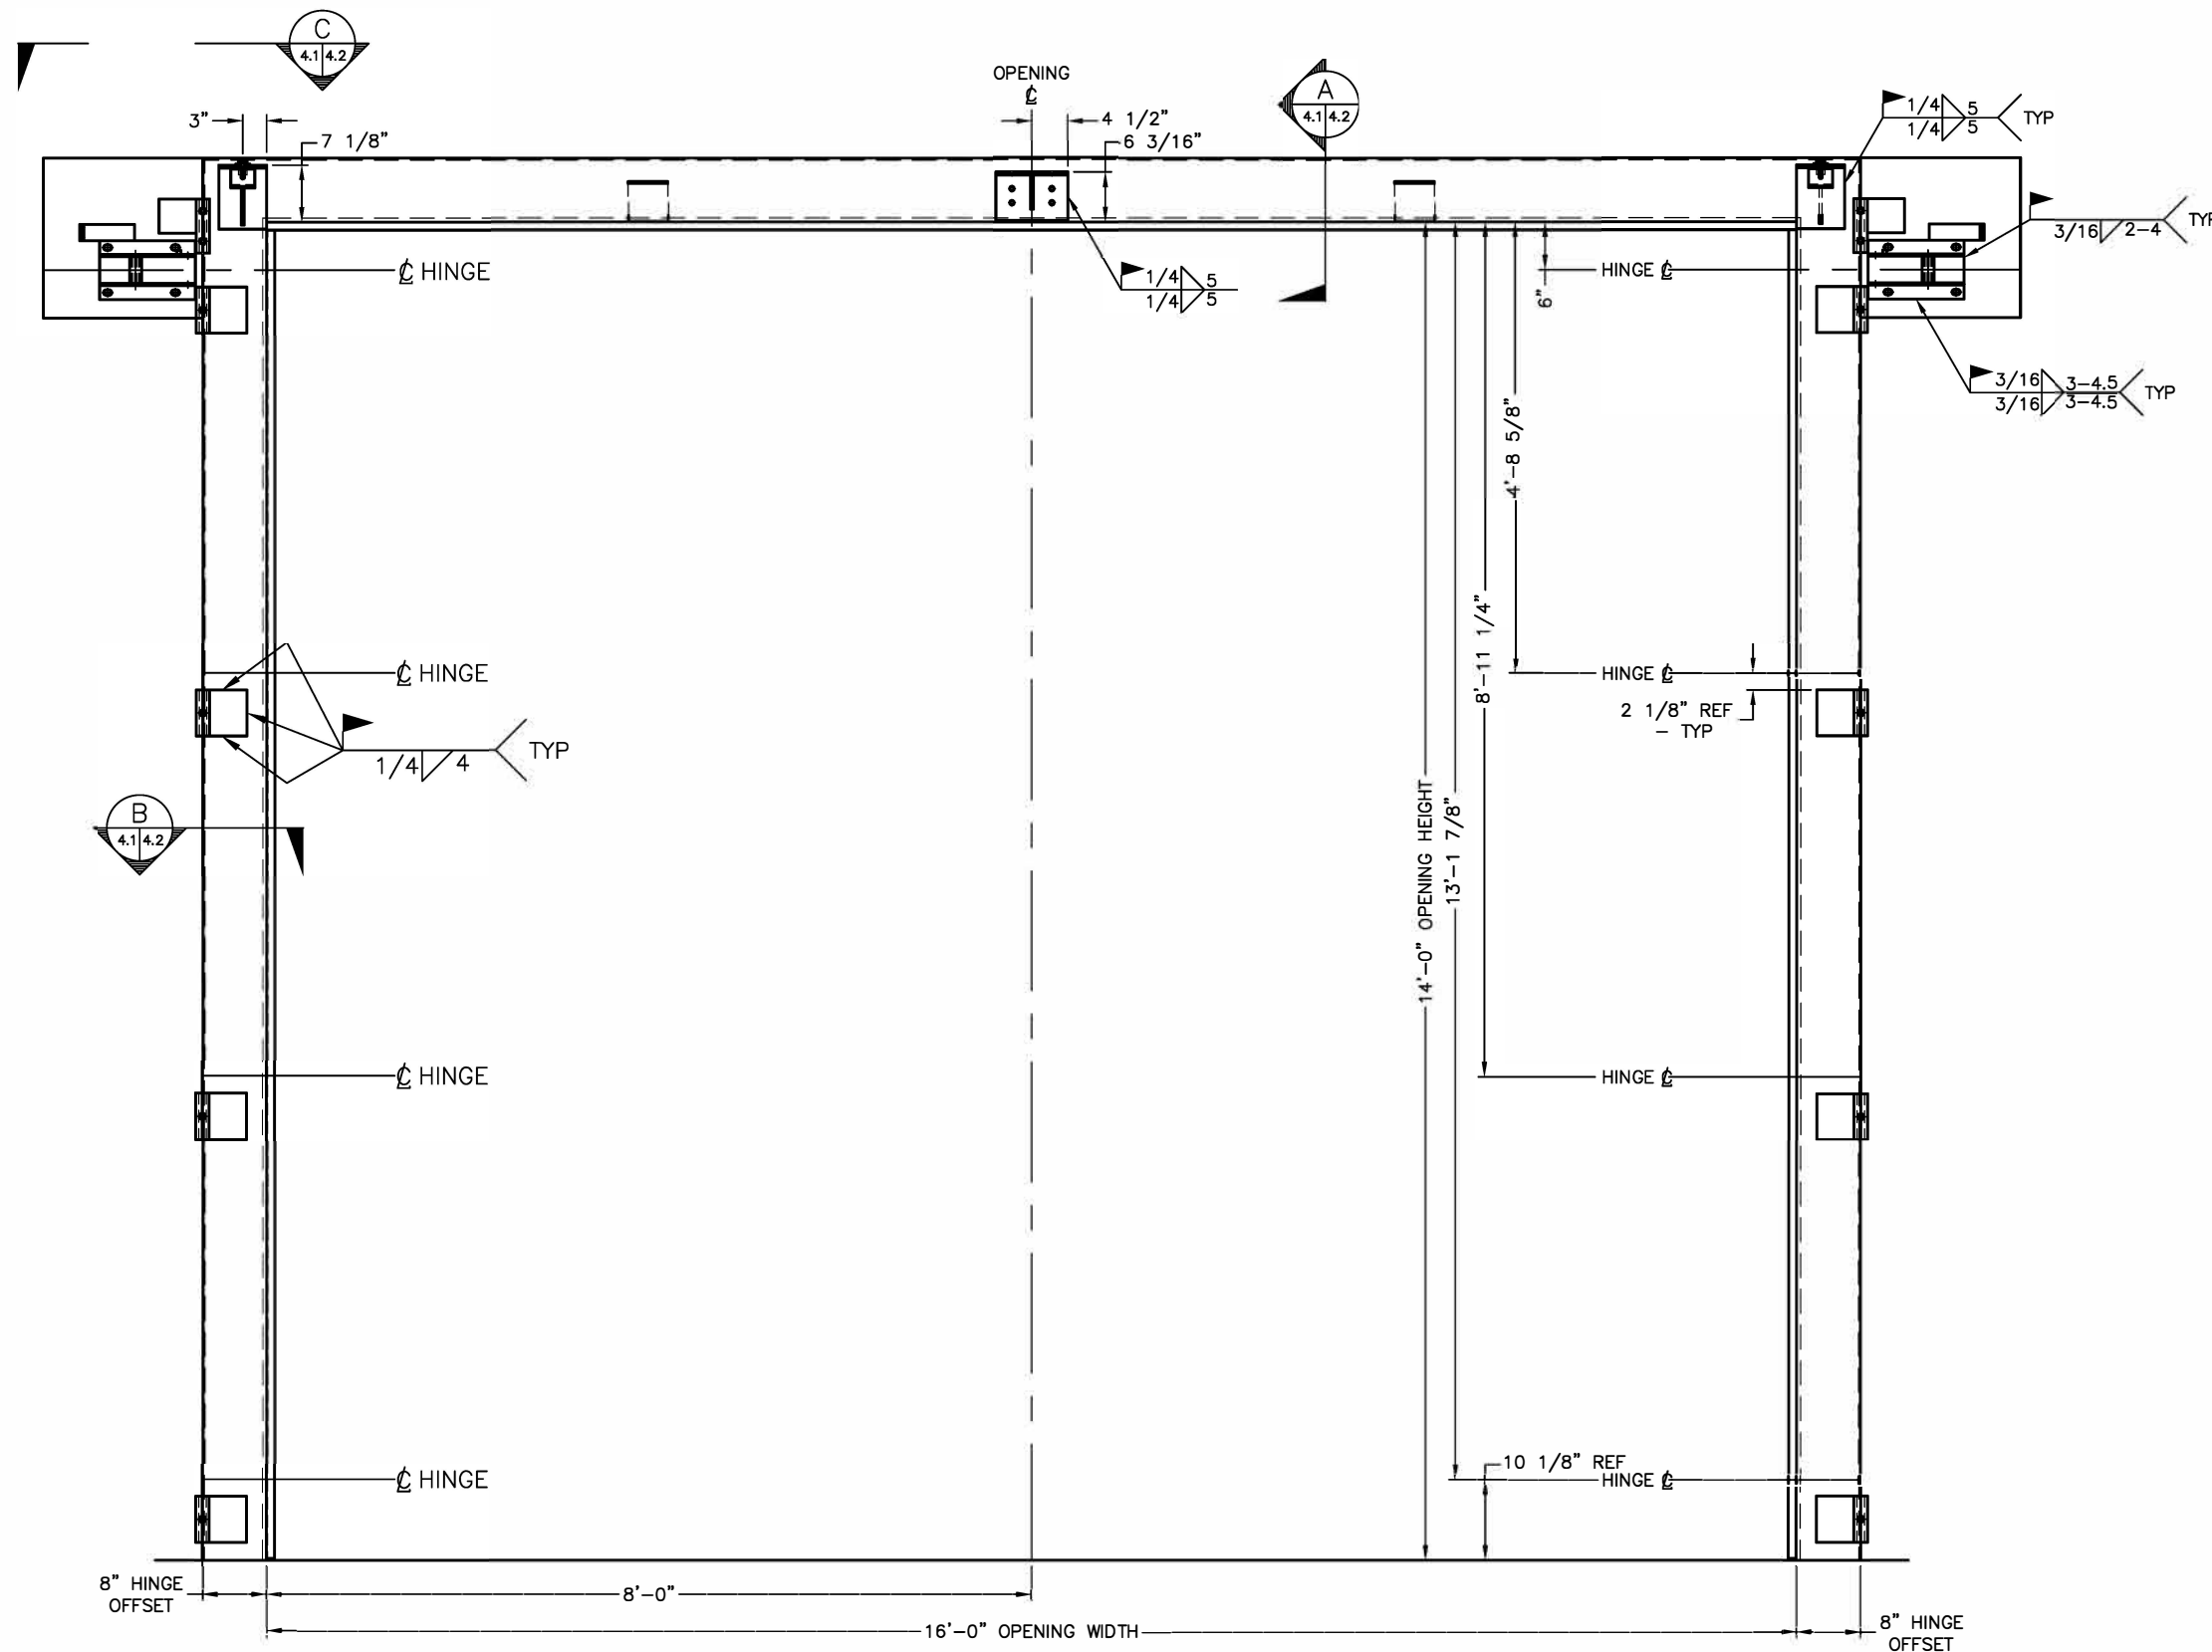 C
4.1 4.2
OPENING
℄
A
4.1 4.2
3"
7 1/8"
4 1/2"
6 3/16"
1/4 5
1/4 5
TYP
3/16 2-4
TYP
℄ HINGE
1/4 5
1/4 5
HINGE ℄
6"
3/16 3-4.5
3/16 3-4.5
TYP
4'-8 5/8"
8'-11 1/4"
℄ HINGE
HINGE ℄
2 1/8" REF
- TYP
1/4 4
TYP
B
4.1 4.2
14'-0" OPENING HEIGHT
13'-1 7/8"
℄ HINGE
HINGE ℄
10 1/8" REF
℄ HINGE
HINGE ℄
8" HINGE
OFFSET
8'-0"
16'-0" OPENING WIDTH
8" HINGE
OFFSET